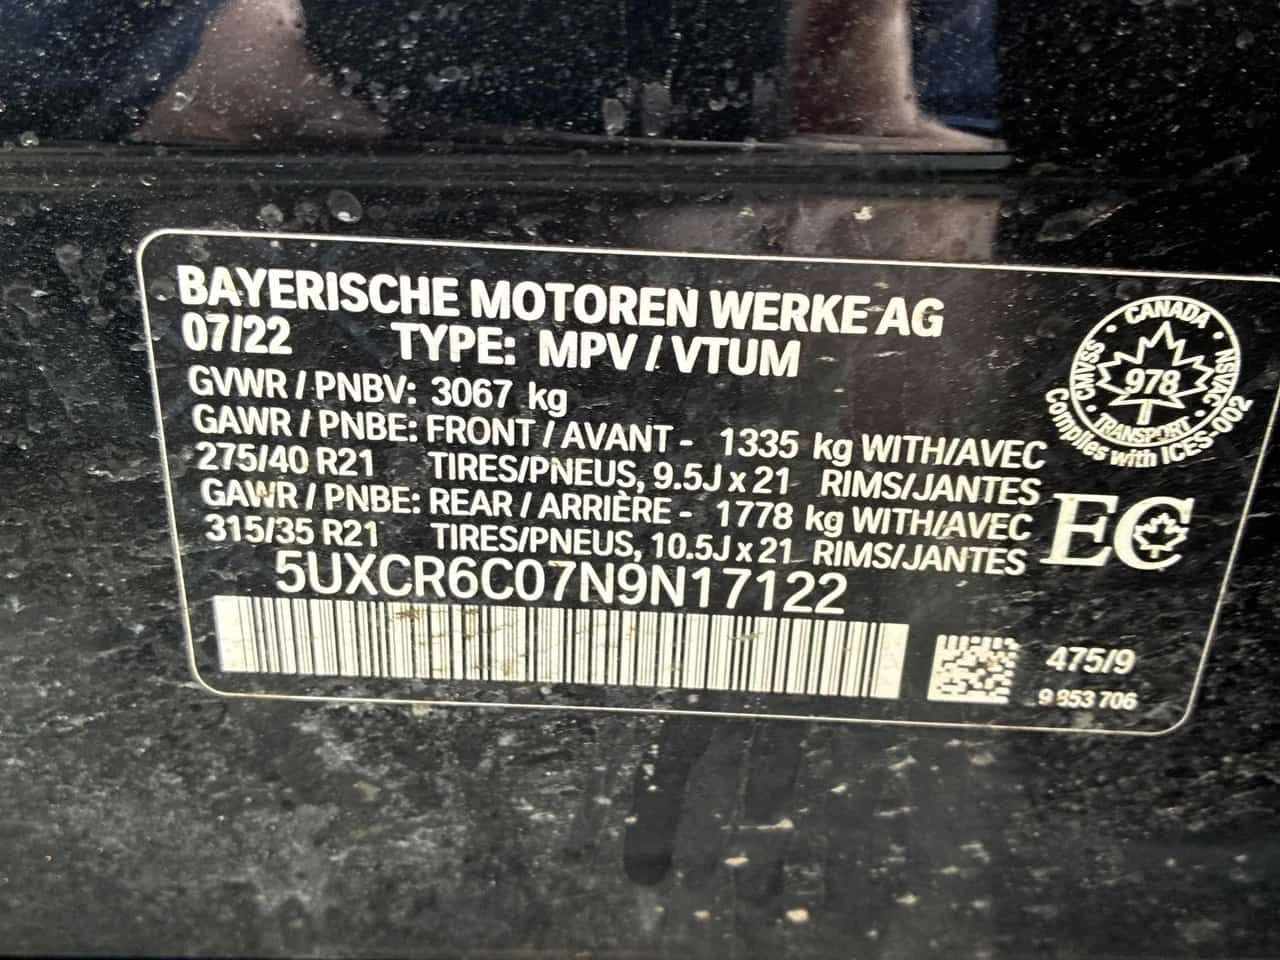 BAYERISCHE MOTOREN WERKE AG
07/22 TYPE: MPV / VTUM
GVWR / PNBV: 3067 kg
GAWR / PNBE: FRONT / AVANT - 1335 kg WITH/AVEC
275/40 R21 TIRES/PNEUS, 9.5J x 21 RIMS/JANTES
GAWR / PNBE: REAR / ARRIÈRE - 1778 kg WITH/AVEC
315/35 R21 TIRES/PNEUS, 10.5J x 21 RIMS/JANTES
5UXCR6C07N9N17122
CANADA
CMVSS
978
NSVAC
TRANSPORT
Complies with ICES-002
EC
475/9
9 853 706